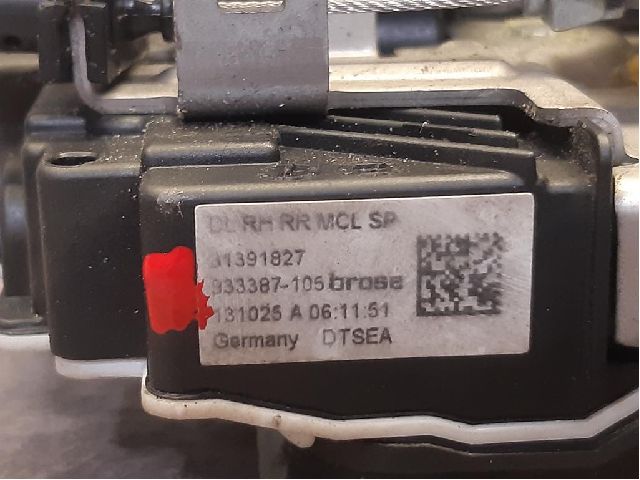 DL RH RR MCL SP
31391827
933387-105 brose
131025 A 06:11:51
Germany DTSEA